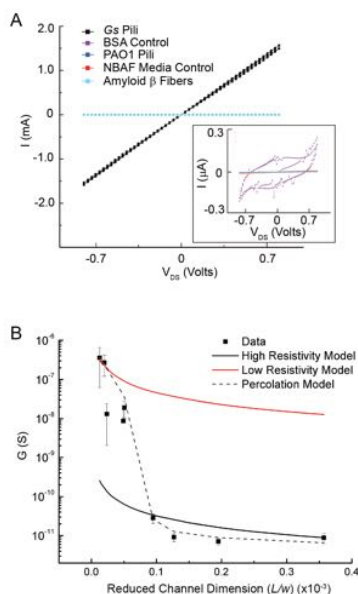 A
Gs Pili
BSA Control
PAO1 Pili
NBAF Media Control
Amyloid β Fibers
2.0
1.0
0
-1.0
-2.0
I (mA)
-0.7
0
0.7
V_DS (Volts)
0.3
0
-0.3
I (μA)
-0.7
0
0.7
V_DS (Volts)
B
Data
High Resistivity Model
Low Resistivity Model
Percolation Model
10^-6
10^-7
10^-8
10^-9
10^-10
10^-11
G (S)
0.0
0.1
0.2
0.3
0.4
Reduced Channel Dimension (L/w) (x10^-3)